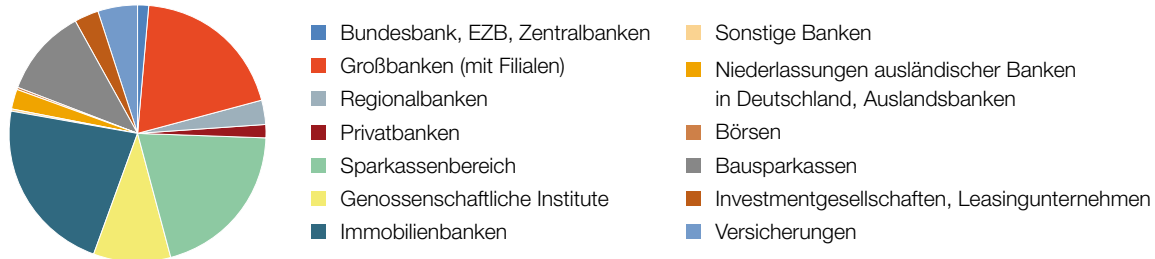 Bundesbank, EZB, Zentralbanken
Großbanken (mit Filialen)
Regionalbanken
Privatbanken
Sparkassenbereich
Genossenschaftliche Institute
Immobilienbanken
Sonstige Banken
Niederlassungen ausländischer Banken
in Deutschland, Auslandsbanken
Börsen
Bausparkassen
Investmentgesellschaften, Leasingunternehmen
Versicherungen